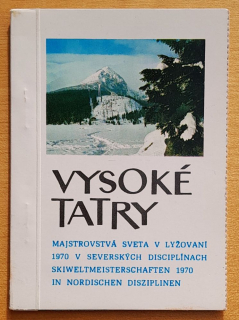 VYSOKÉ
TATRY
MAJSTROVSTVÁ SVETA V LYŽOVANÍ
1970 V SEVERSKÝCH DISCIPLÍNACH
SKIWELTMEISTERSCHAFTEN 1970
IN NORDISCHEN DISZIPLINEN